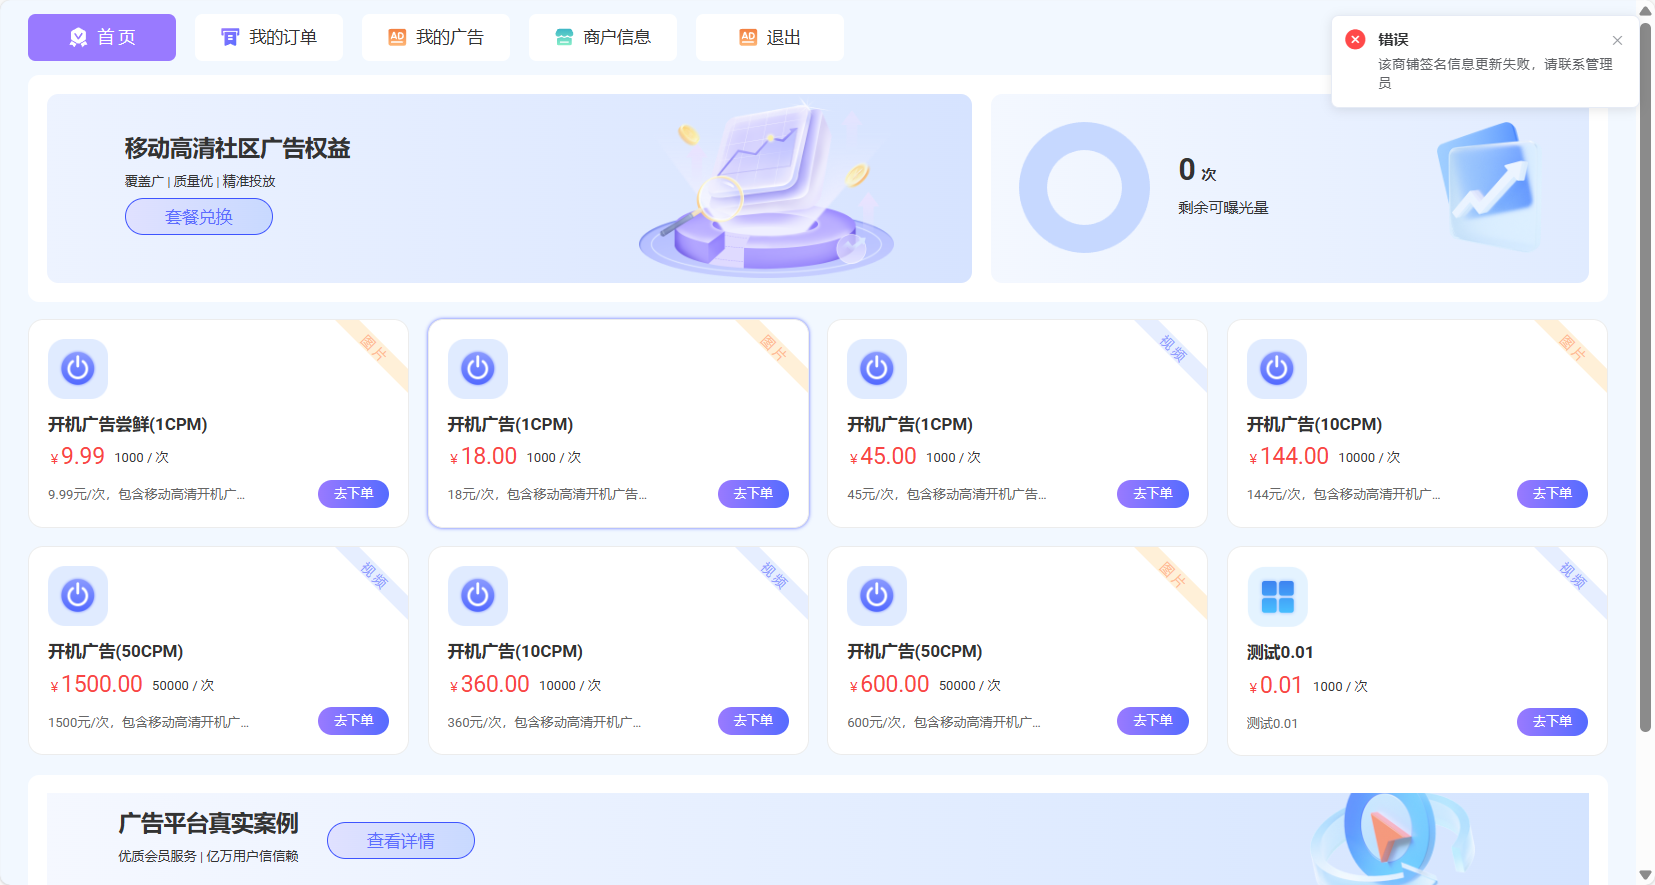 首 页
我的订单
我的广告
商户信息
退出
错误
该商铺签名信息更新失败，请联系管理
员
移动高清社区广告权益
覆盖广 | 质量优 | 精准投放
套餐兑换
0 次
剩余可曝光量
图片
开机广告尝鲜(1CPM)
¥9.99 1000 / 次
9.99元/次，包含移动高清开机广...
去下单
图片
开机广告(1CPM)
¥18.00 1000 / 次
18元/次，包含移动高清开机广告...
去下单
视频
开机广告(1CPM)
¥45.00 1000 / 次
45元/次，包含移动高清开机广告...
去下单
图片
开机广告(10CPM)
¥144.00 10000 / 次
144元/次，包含移动高清开机广...
去下单
视频
开机广告(50CPM)
¥1500.00 50000 / 次
1500元/次，包含移动高清开机广...
去下单
视频
开机广告(10CPM)
¥360.00 10000 / 次
360元/次，包含移动高清开机广...
去下单
图片
开机广告(50CPM)
¥600.00 50000 / 次
600元/次，包含移动高清开机广...
去下单
视频
测试0.01
¥0.01 1000 / 次
测试0.01
去下单
广告平台真实案例
优质会员服务 | 亿万用户信信赖
查看详情